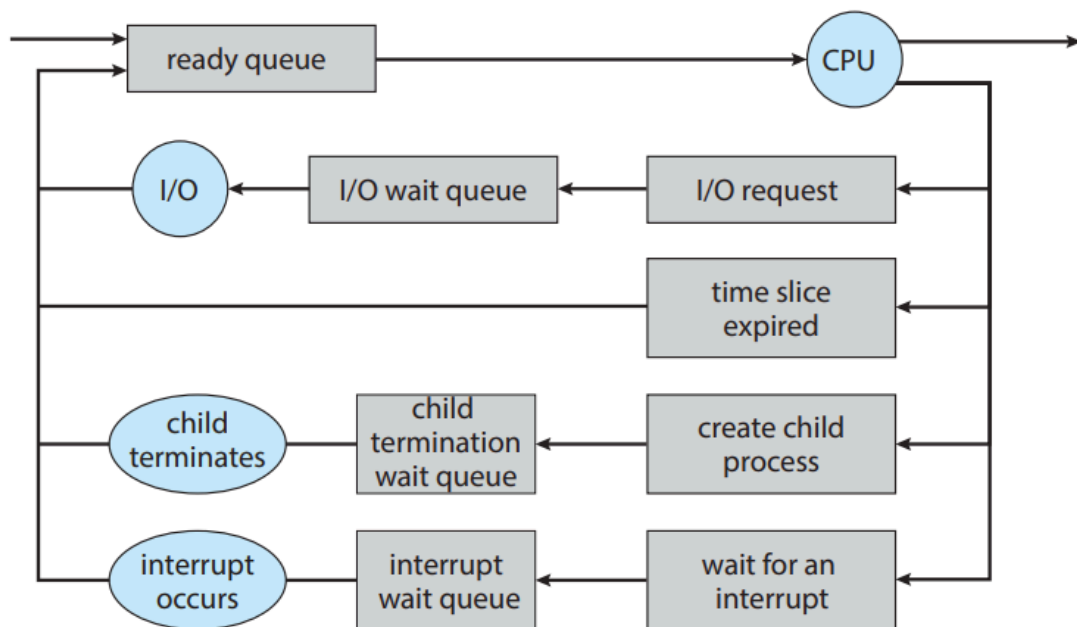 ready queue
CPU
I/O
I/O wait queue
I/O request
time slice
expired
child
terminates
child
termination
wait queue
create child
process
interrupt
occurs
interrupt
wait queue
wait for an
interrupt